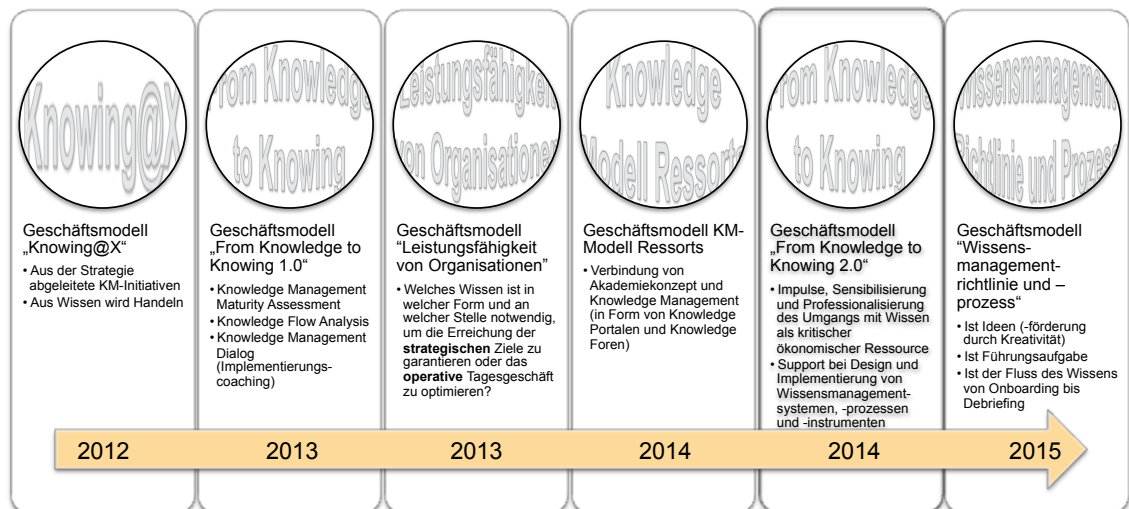 Knowing@X
Geschäftsmodell
„Knowing@X“
• Aus der Strategie
abgeleitete KM-Initiativen
• Aus Wissen wird Handeln
2012
From Knowledge
to Knowing
Geschäftsmodell
„From Knowledge to
Knowing 1.0“
• Knowledge Management
Maturity Assessment
• Knowledge Flow Analysis
• Knowledge Management
Dialog
(Implementierungs-
coaching)
2013
Leistungsfähigkeit
von Organisationen
Geschäftsmodell
“Leistungsfähigkeit
von Organisationen”
• Welches Wissen ist in
welcher Form und an
welcher Stelle notwendig,
um die Erreichung der
strategischen Ziele zu
garantieren oder das
operative Tagesgeschäft
zu optimieren?
2013
Knowledge
Modell Ressorts
Geschäftsmodell KM-
Modell Ressorts
• Verbindung von
Akademiekonzept und
Knowledge Management
(in Form von Knowledge
Portalen und Knowledge
Foren)
2014
From Knowledge
to Knowing
Geschäftsmodell
„From Knowledge to
Knowing 2.0“
• Impulse, Sensibilisierung
und Professionalisierung
des Umgangs mit Wissen
als kritischer
ökonomischer Ressource
• Support bei Design und
Implementierung von
Wissensmanagement-
systemen, -prozessen
und -instrumenten
2014
Wissensmanagement
Richtlinie und Prozess
Geschäftsmodell
“Wissens-
management-
richtlinie und –
prozess“
• Ist Ideen (-förderung
durch Kreativität)
• Ist Führungsaufgabe
• Ist der Fluss des Wissens
von Onboarding bis
Debriefing
2015